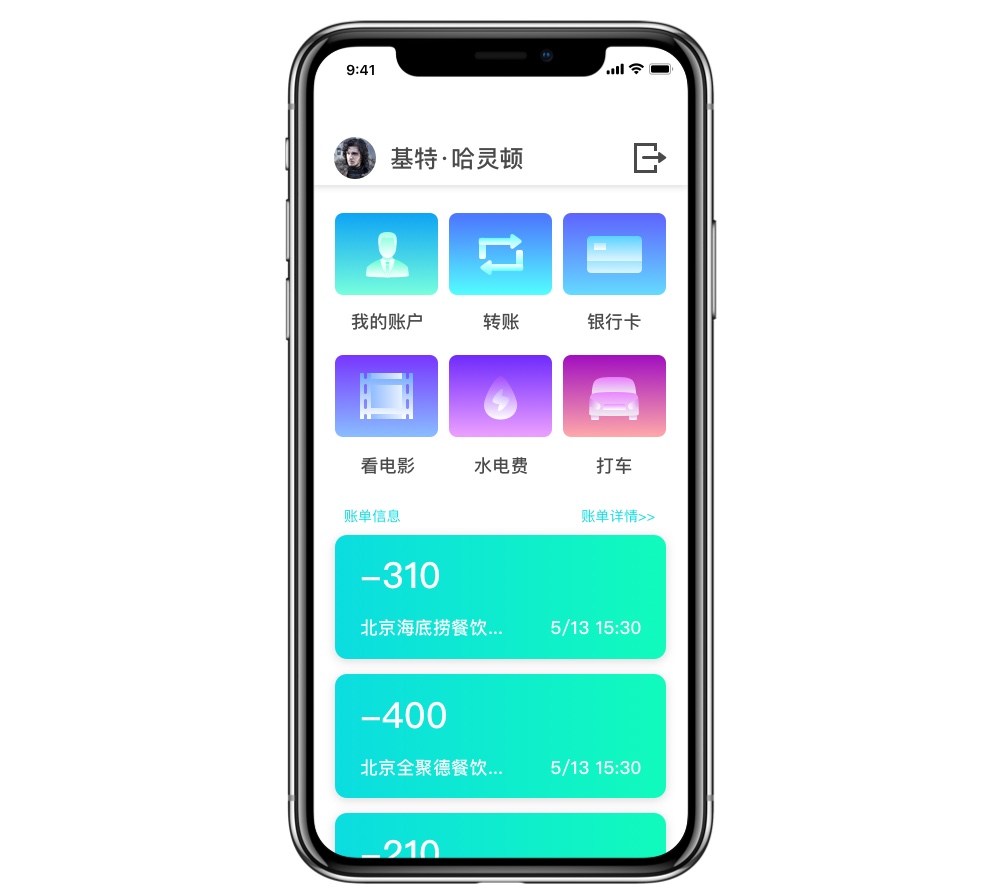 9:41
基特·哈灵顿
我的账户 转账 银行卡
看电影 水电费 打车
账单信息 账单详情>>
–310
北京海底捞餐饮... 5/13 15:30
–400
北京全聚德餐饮... 5/13 15:30
–210